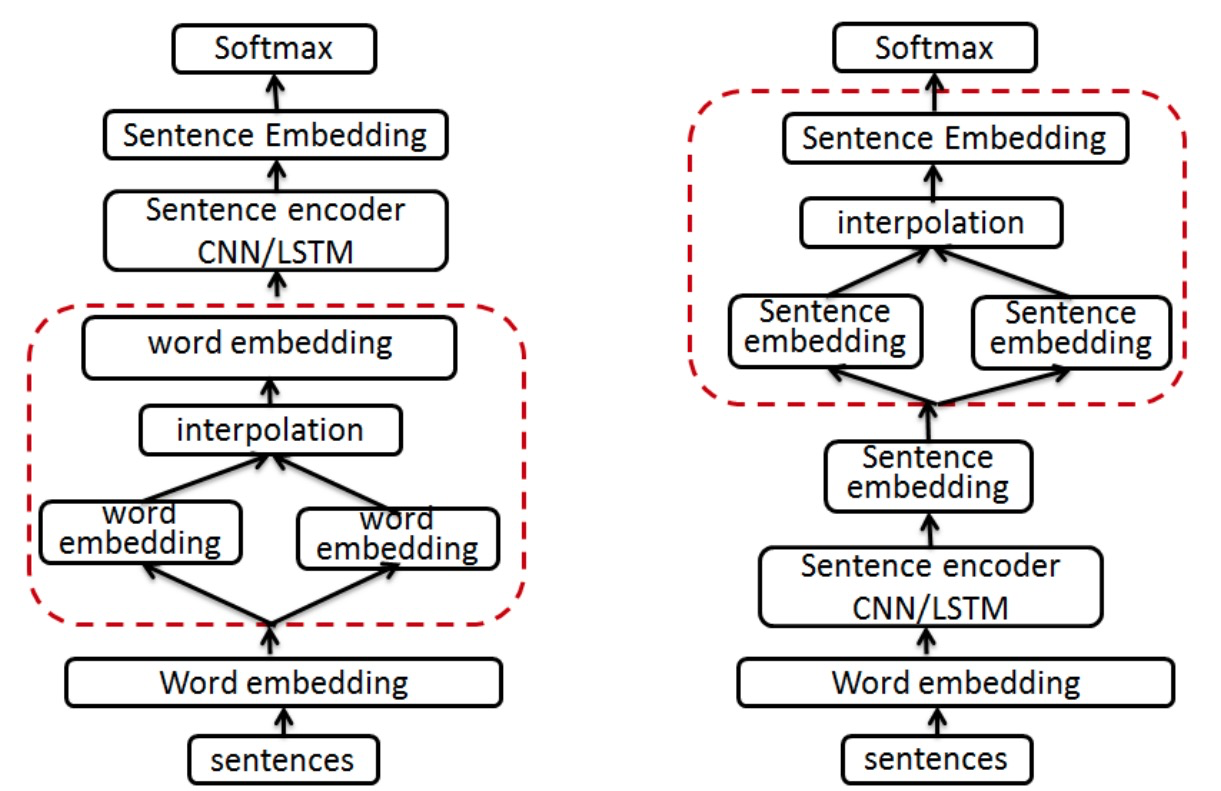 Softmax
Sentence Embedding
Sentence encoder
CNN/LSTM
word embedding
interpolation
word
embedding
word
embedding
Word embedding
sentences
Softmax
Sentence Embedding
interpolation
Sentence
embedding
Sentence
embedding
Sentence
embedding
Sentence encoder
CNN/LSTM
Word embedding
sentences